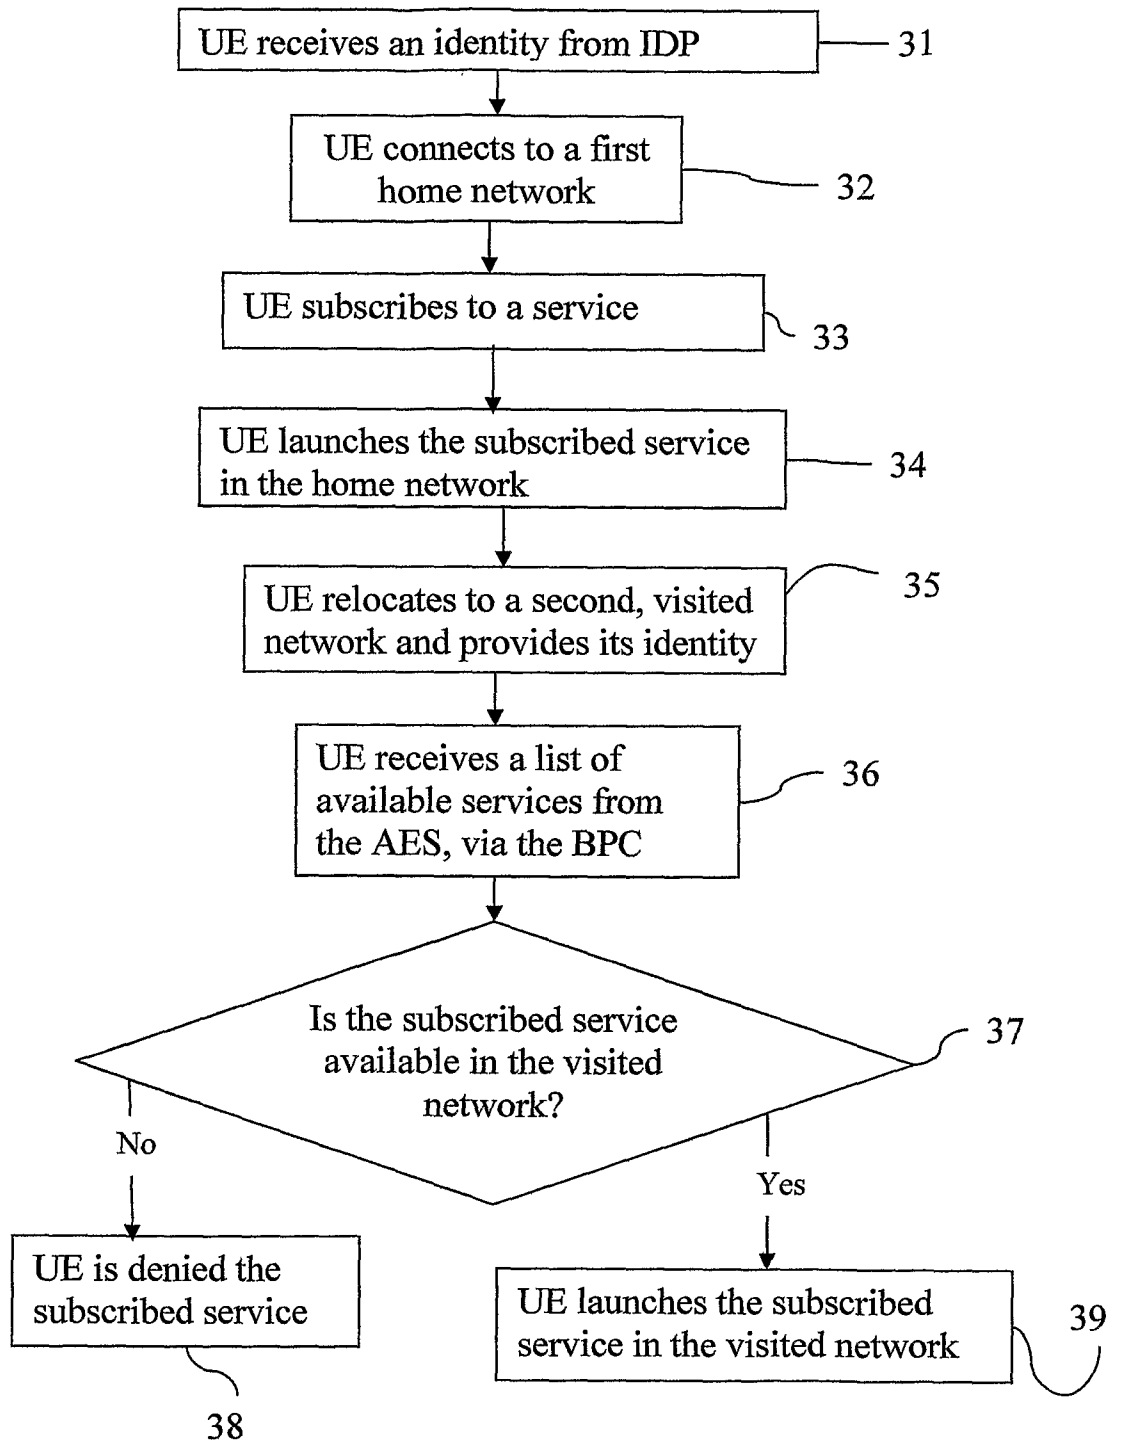 UE receives an identity from IDP
31
UE connects to a first
home network
32
UE subscribes to a service
33
UE launches the subscribed service
in the home network
34
UE relocates to a second, visited
network and provides its identity
35
UE receives a list of
available services from
the AES, via the BPC
36
Is the subscribed service
available in the visited
network?
37
No
Yes
UE is denied the
subscribed service
38
UE launches the subscribed
service in the visited network
39